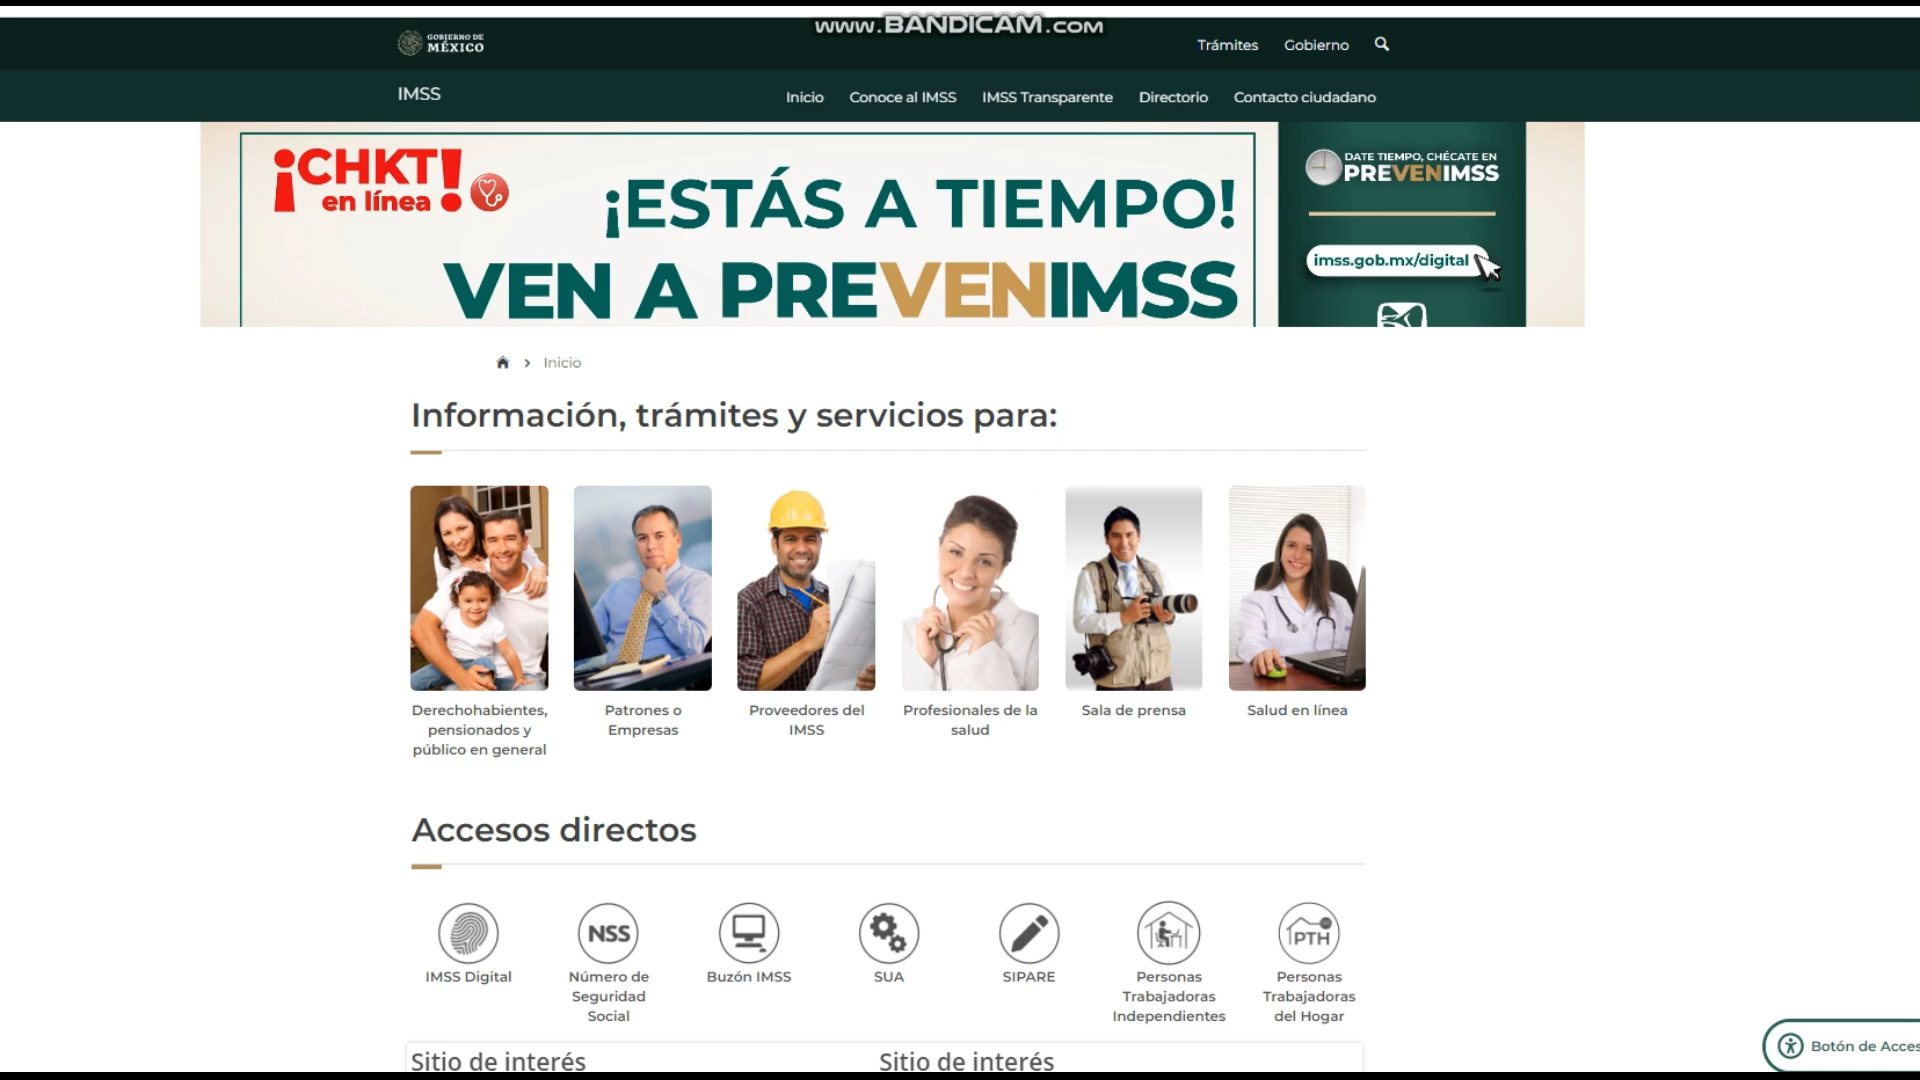 www.BANDICAM.com
GOBIERNO DE
MÉXICO
Trámites Gobierno
IMSS
Inicio Conoce al IMSS IMSS Transparente Directorio Contacto ciudadano
¡CHKT!
en línea
¡ESTÁS A TIEMPO!
VEN A PREVENIMSS
DATE TIEMPO, CHÉCATE EN
PREVENIMSS
imss.gob.mx/digital
Inicio
Información, trámites y servicios para:
Derechohabientes,
pensionados y
público en general
Patrones o
Empresas
Proveedores del
IMSS
Profesionales de la
salud
Sala de prensa
Salud en línea
Accesos directos
NSS
PTH
IMSS Digital
Número de
Seguridad
Social
Buzón IMSS
SUA
SIPARE
Personas
Trabajadoras
Independientes
Personas
Trabajadoras
del Hogar
Sitio de interés
Sitio de interés
Botón de Acces